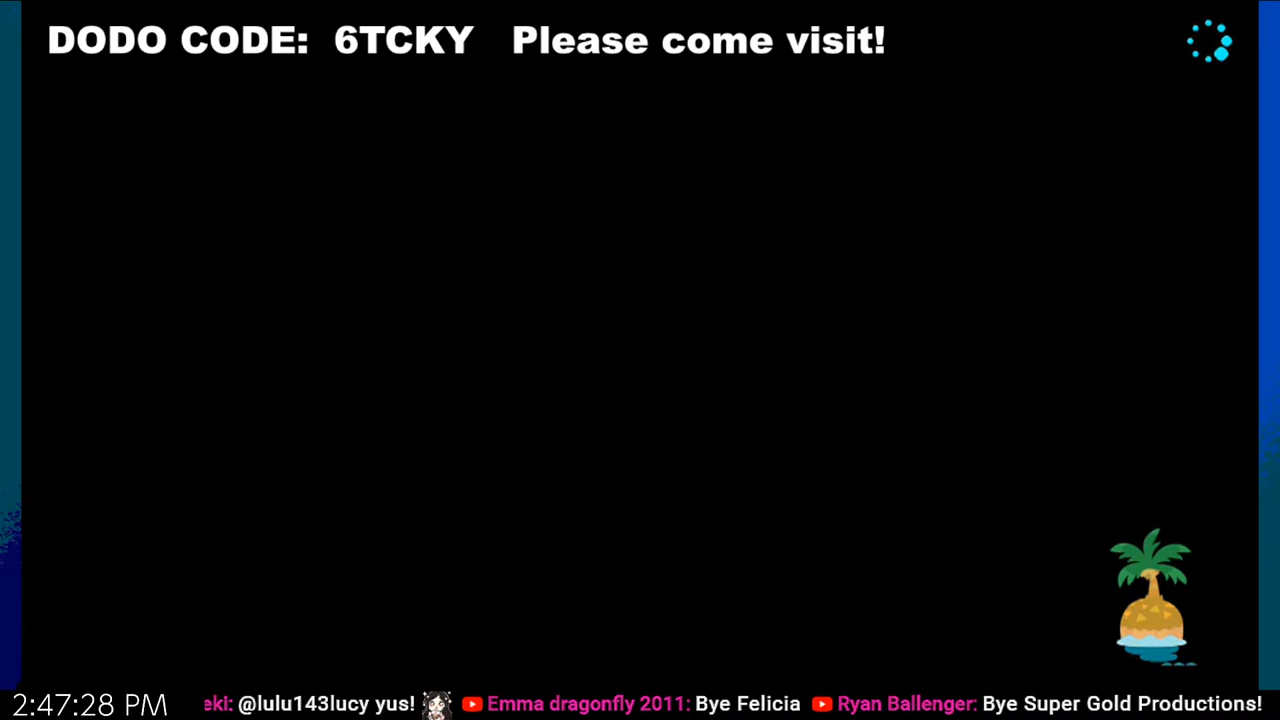 DODO CODE: 6TCKY Please come visit!
2:47:28 PM ekl: @lulu143lucy yus! Emma dragonfly 2011: Bye Felicia Ryan Ballenger: Bye Super Gold Productions!